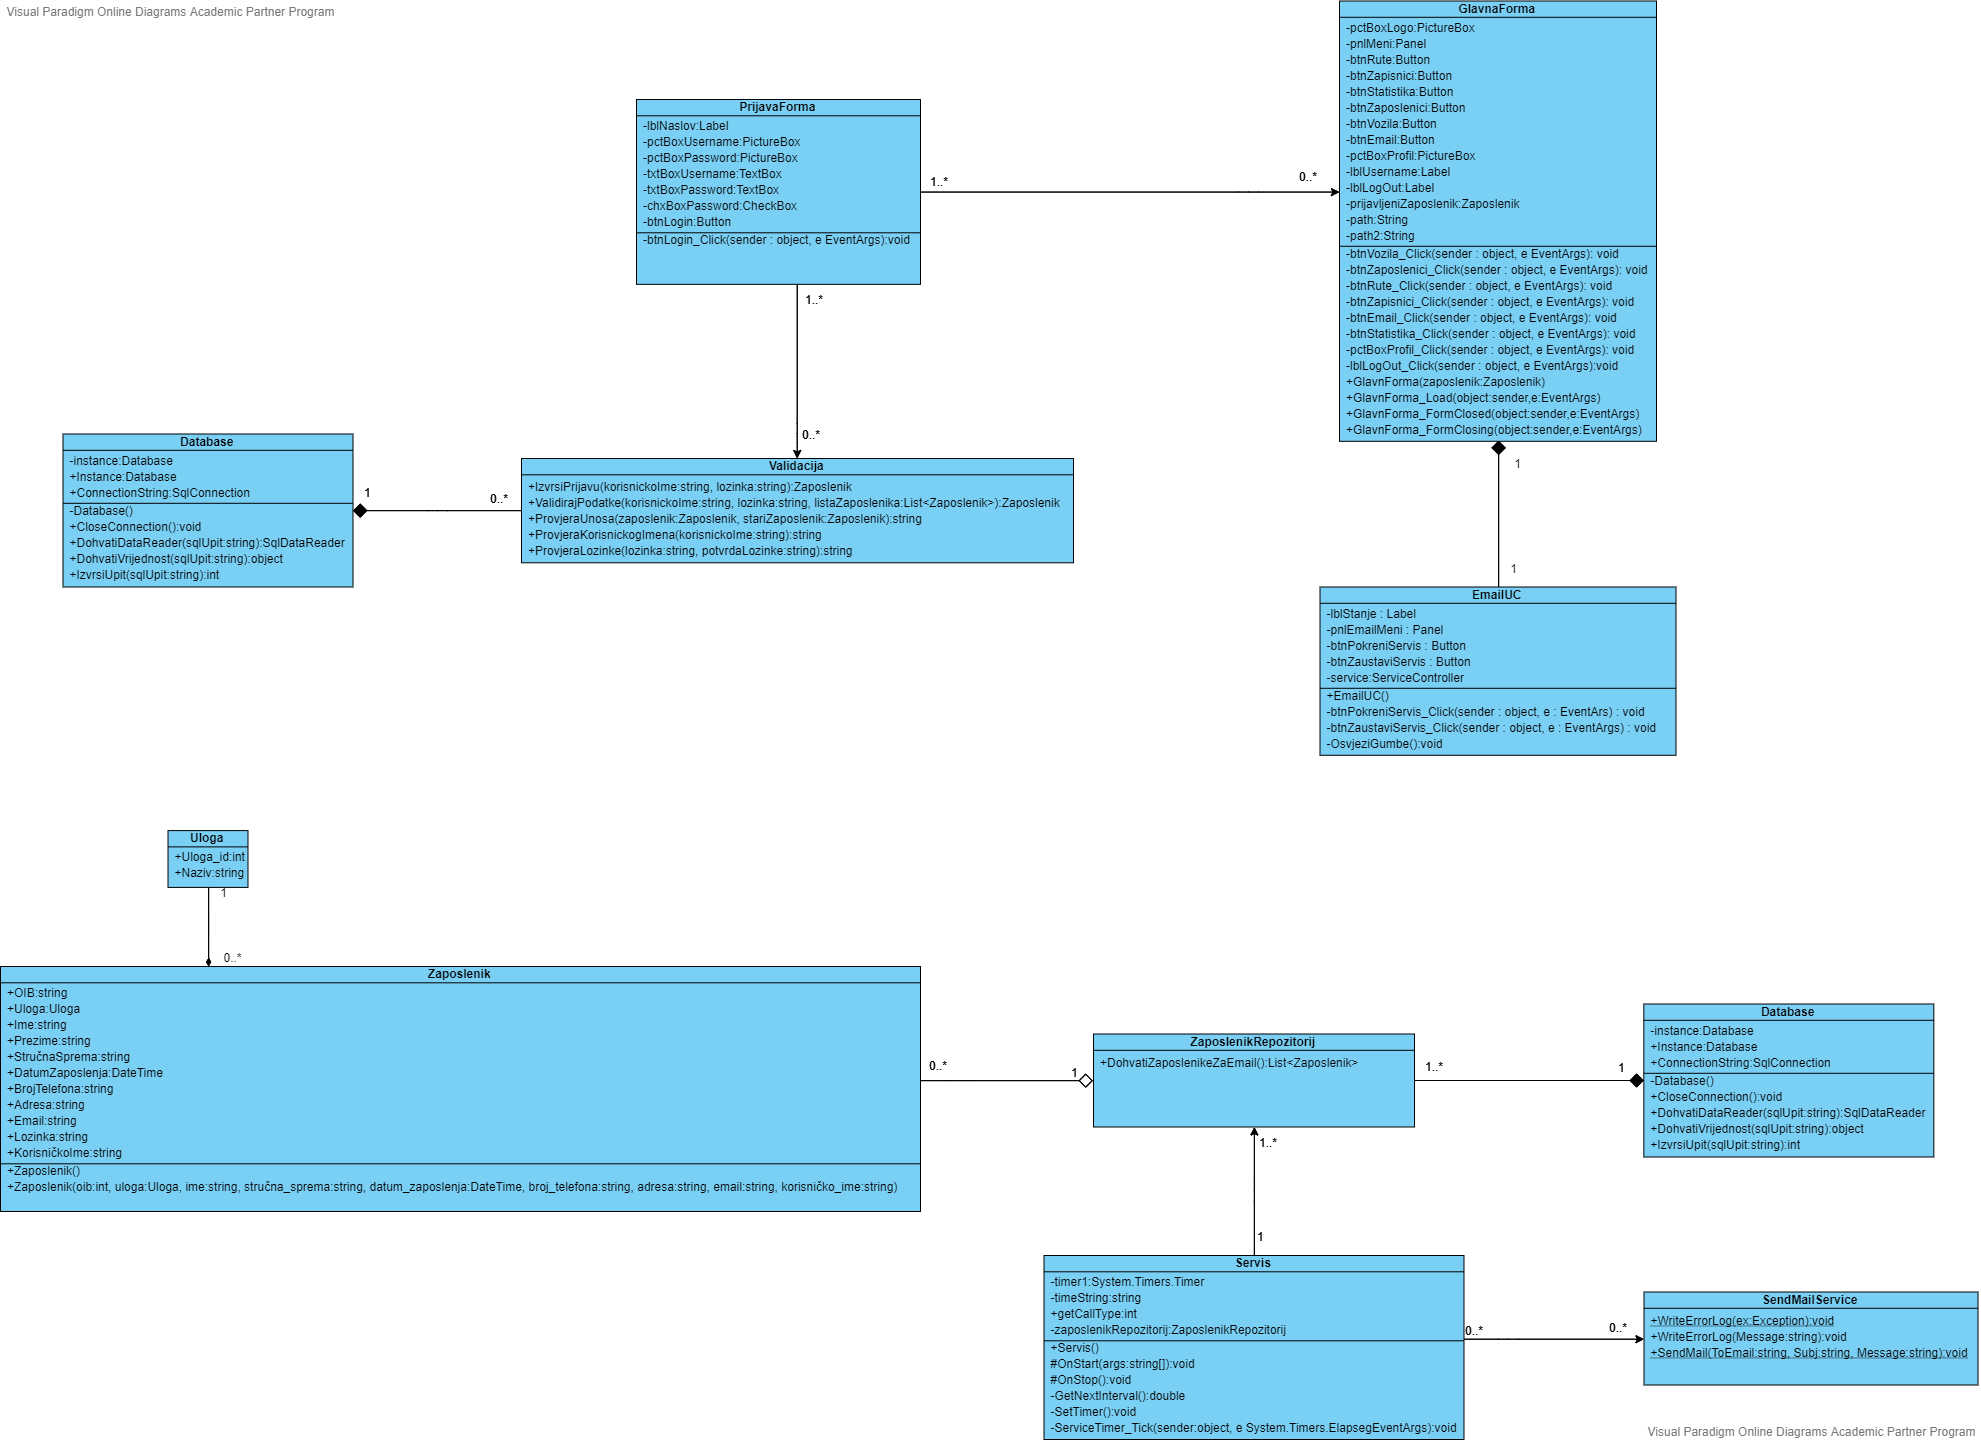 Visual Paradigm Online Diagrams Academic Partner Program
GlavnaForma
-pctBoxLogo:PictureBox
-pnlMeni:Panel
-btnRute:Button
-btnZapisnici:Button
-btnStatistika:Button
-btnZaposlenici:Button
-btnVozila:Button
-btnEmail:Button
-pctBoxProfil:PictureBox
-lblUsername:Label
-lblLogOut:Label
-prijavljeniZaposlenik:Zaposlenik
-path:String
-path2:String
-btnVozila_Click(sender : object, e EventArgs): void
-btnZaposlenici_Click(sender : object, e EventArgs): void
-btnRute_Click(sender : object, e EventArgs): void
-btnZapisnici_Click(sender : object, e EventArgs): void
-btnEmail_Click(sender : object, e EventArgs): void
-btnStatistika_Click(sender : object, e EventArgs): void
-pctBoxProfil_Click(sender : object, e EventArgs): void
-lblLogOut_Click(sender : object, e EventArgs):void
+GlavnForma(zaposlenik:Zaposlenik)
+GlavnForma_Load(object:sender,e:EventArgs)
+GlavnForma_FormClosed(object:sender,e:EventArgs)
+GlavnForma_FormClosing(object:sender,e:EventArgs)
PrijavaForma
-lblNaslov:Label
-pctBoxUsername:PictureBox
-pctBoxPassword:PictureBox
-txtBoxUsername:TextBox
-txtBoxPassword:TextBox
-chxBoxPassword:CheckBox
-btnLogin:Button
-btnLogin_Click(sender : object, e EventArgs):void
1..*
0..*
1..*
0..*
Database
-instance:Database
+Instance:Database
+ConnectionString:SqlConnection
-Database()
+CloseConnection():void
+DohvatiDataReader(sqlUpit:string):SqlDataReader
+DohvatiVrijednost(sqlUpit:string):object
+IzvrsiUpit(sqlUpit:string):int
1
0..*
Validacija
+IzvrsiPrijavu(korisnickoIme:string, lozinka:string):Zaposlenik
+ValidirajPodatke(korisnickoIme:string, lozinka:string, listaZaposlenika:List<Zaposlenik>):Zaposlenik
+ProvjeraUnosa(zaposlenik:Zaposlenik, stariZaposlenik:Zaposlenik):string
+ProvjeraKorisnickogImena(korisnickoIme:string):string
+ProvjeraLozinke(lozinka:string, potvrdaLozinke:string):string
1
1
EmailUC
-lblStanje : Label
-pnlEmailMeni : Panel
-btnPokreniServis : Button
-btnZaustaviServis : Button
-service:ServiceController
+EmailUC()
-btnPokreniServis_Click(sender : object, e : EventArs) : void
-btnZaustaviServis_Click(sender : object, e : EventArgs) : void
-OsvjeziGumbe():void
Uloga
+Uloga_id:int
+Naziv:string
1
0..*
Zaposlenik
+OIB:string
+Uloga:Uloga
+Ime:string
+Prezime:string
+StručnaSprema:string
+DatumZaposlenja:DateTime
+BrojTelefona:string
+Adresa:string
+Email:string
+Lozinka:string
+KorisničkoIme:string
+Zaposlenik()
+Zaposlenik(oib:int, uloga:Uloga, ime:string, stručna_sprema:string, datum_zaposlenja:DateTime, broj_telefona:string, adresa:string, email:string, korisničko_ime:string)
0..*
1
ZaposlenikRepozitorij
+DohvatiZaposlenikeZaEmail():List<Zaposlenik>
1..*
1
Database
-instance:Database
+Instance:Database
+ConnectionString:SqlConnection
-Database()
+CloseConnection():void
+DohvatiDataReader(sqlUpit:string):SqlDataReader
+DohvatiVrijednost(sqlUpit:string):object
+IzvrsiUpit(sqlUpit:string):int
1..*
1
Servis
-timer1:System.Timers.Timer
-timeString:string
+getCallType:int
-zaposlenikRepozitorij:ZaposlenikRepozitorij
+Servis()
#OnStart(args:string[]):void
#OnStop():void
-GetNextInterval():double
-SetTimer():void
-ServiceTimer_Tick(sender:object, e System.Timers.ElapsegEventArgs):void
0..*
0..*
SendMailService
+WriteErrorLog(ex:Exception):void
+WriteErrorLog(Message:string):void
+SendMail(ToEmail:string, Subj:string, Message:string):void
Visual Paradigm Online Diagrams Academic Partner Program